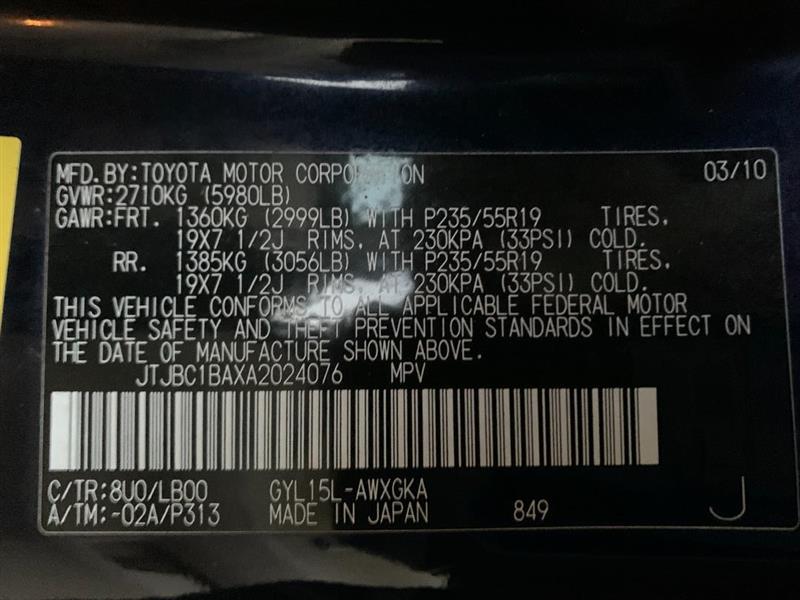 MFD.BY:TOYOTA MOTOR CORPORATION 03/10
GVWR:2710KG (5980LB)
GAWR:FRT. 1360KG (2999LB) WITH P235/55R19 TIRES,
19X7 1/2J RIMS, AT 230KPA (33PSI) COLD.
RR. 1385KG (3056LB) WITH P235/55R19 TIRES,
19X7 1/2J RIMS, AT 230KPA (33PSI) COLD.
THIS VEHICLE CONFORMS TO ALL APPLICABLE FEDERAL MOTOR
VEHICLE SAFETY AND THEFT PREVENTION STANDARDS IN EFFECT ON
THE DATE OF MANUFACTURE SHOWN ABOVE.
JTJBC1BAXA2024076 MPV
C/TR:8U0/LB00 GYL15L-AWXGKA
A/TM:-02A/P313 MADE IN JAPAN 849 J